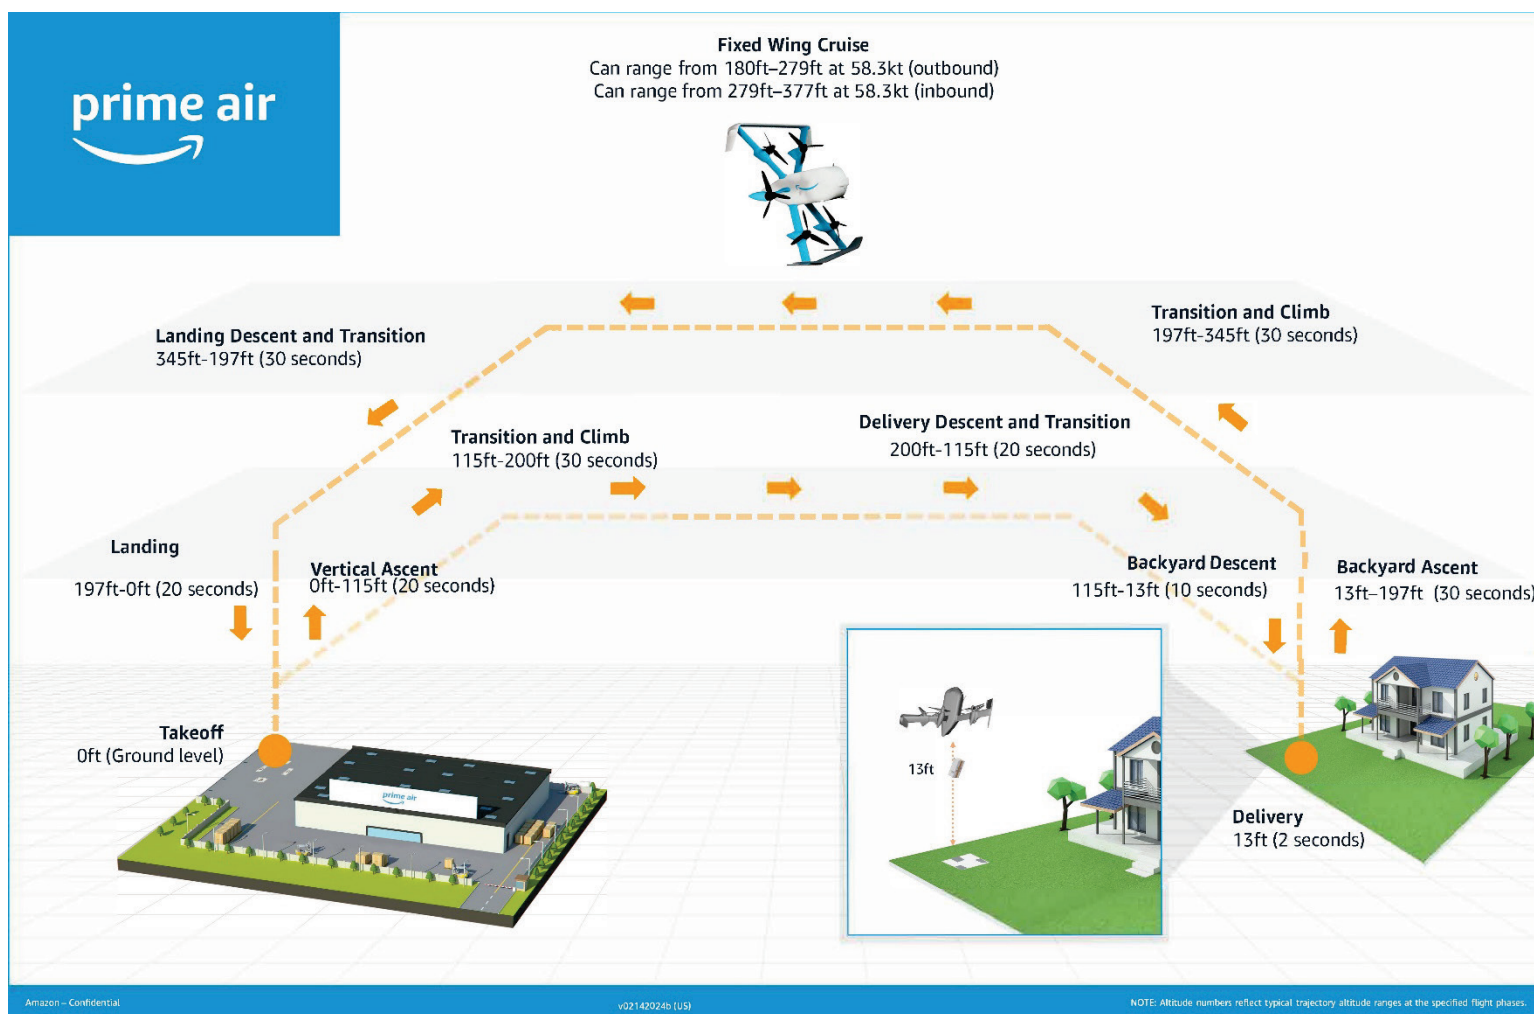 prime air
Fixed Wing Cruise
Can range from 180ft–279ft at 58.3kt (outbound)
Can range from 279ft–377ft at 58.3kt (inbound)
Landing Descent and Transition
345ft-197ft (30 seconds)
Transition and Climb
197ft-345ft (30 seconds)
Transition and Climb
115ft-200ft (30 seconds)
Delivery Descent and Transition
200ft-115ft (20 seconds)
Landing
197ft-0ft (20 seconds)
Vertical Ascent
0ft-115ft (20 seconds)
Backyard Descent
115ft-13ft (10 seconds)
Backyard Ascent
13ft–197ft (30 seconds)
Takeoff
0ft (Ground level)
prime air
13ft
Delivery
13ft (2 seconds)
Amazon – Confidential
v02142024b (US)
NOTE: Altitude numbers reflect typical trajectory altitude ranges at the specified flight phases.